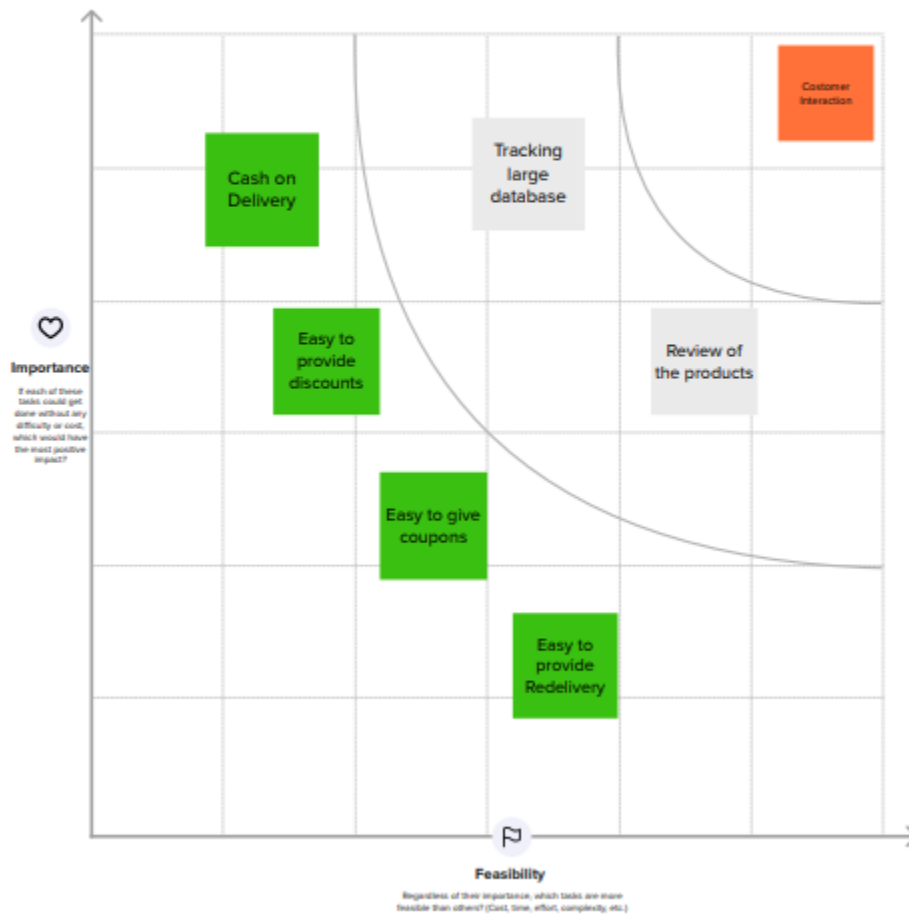 Costomer
Interaction
Tracking
large
database
Cash on
Delivery
Easy to
provide
discounts
Review of
the products
Importance
If each of these
tasks could get
done without any
difficulty or cost,
which would have
the most positive
impact?
Easy to give
coupons
Easy to
provide
Redelivery
Feasibility
Regardless of their importance, which tasks are more
feasible than others? (Cost, time, effort, complexity, etc.)